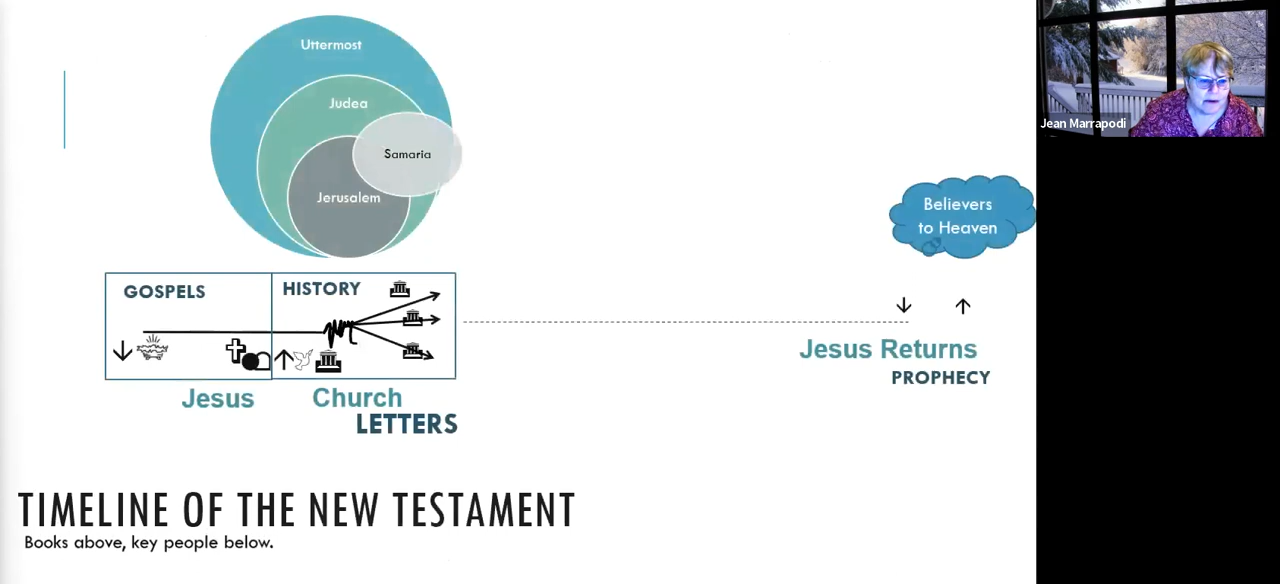 Uttermost
Judea
Samaria
Jerusalem
Believers
to Heaven
GOSPELS
HISTORY
Jesus
Church
LETTERS
Jesus Returns
PROPHECY
TIMELINE OF THE NEW TESTAMENT
Books above, key people below.
Jean Marrapodi